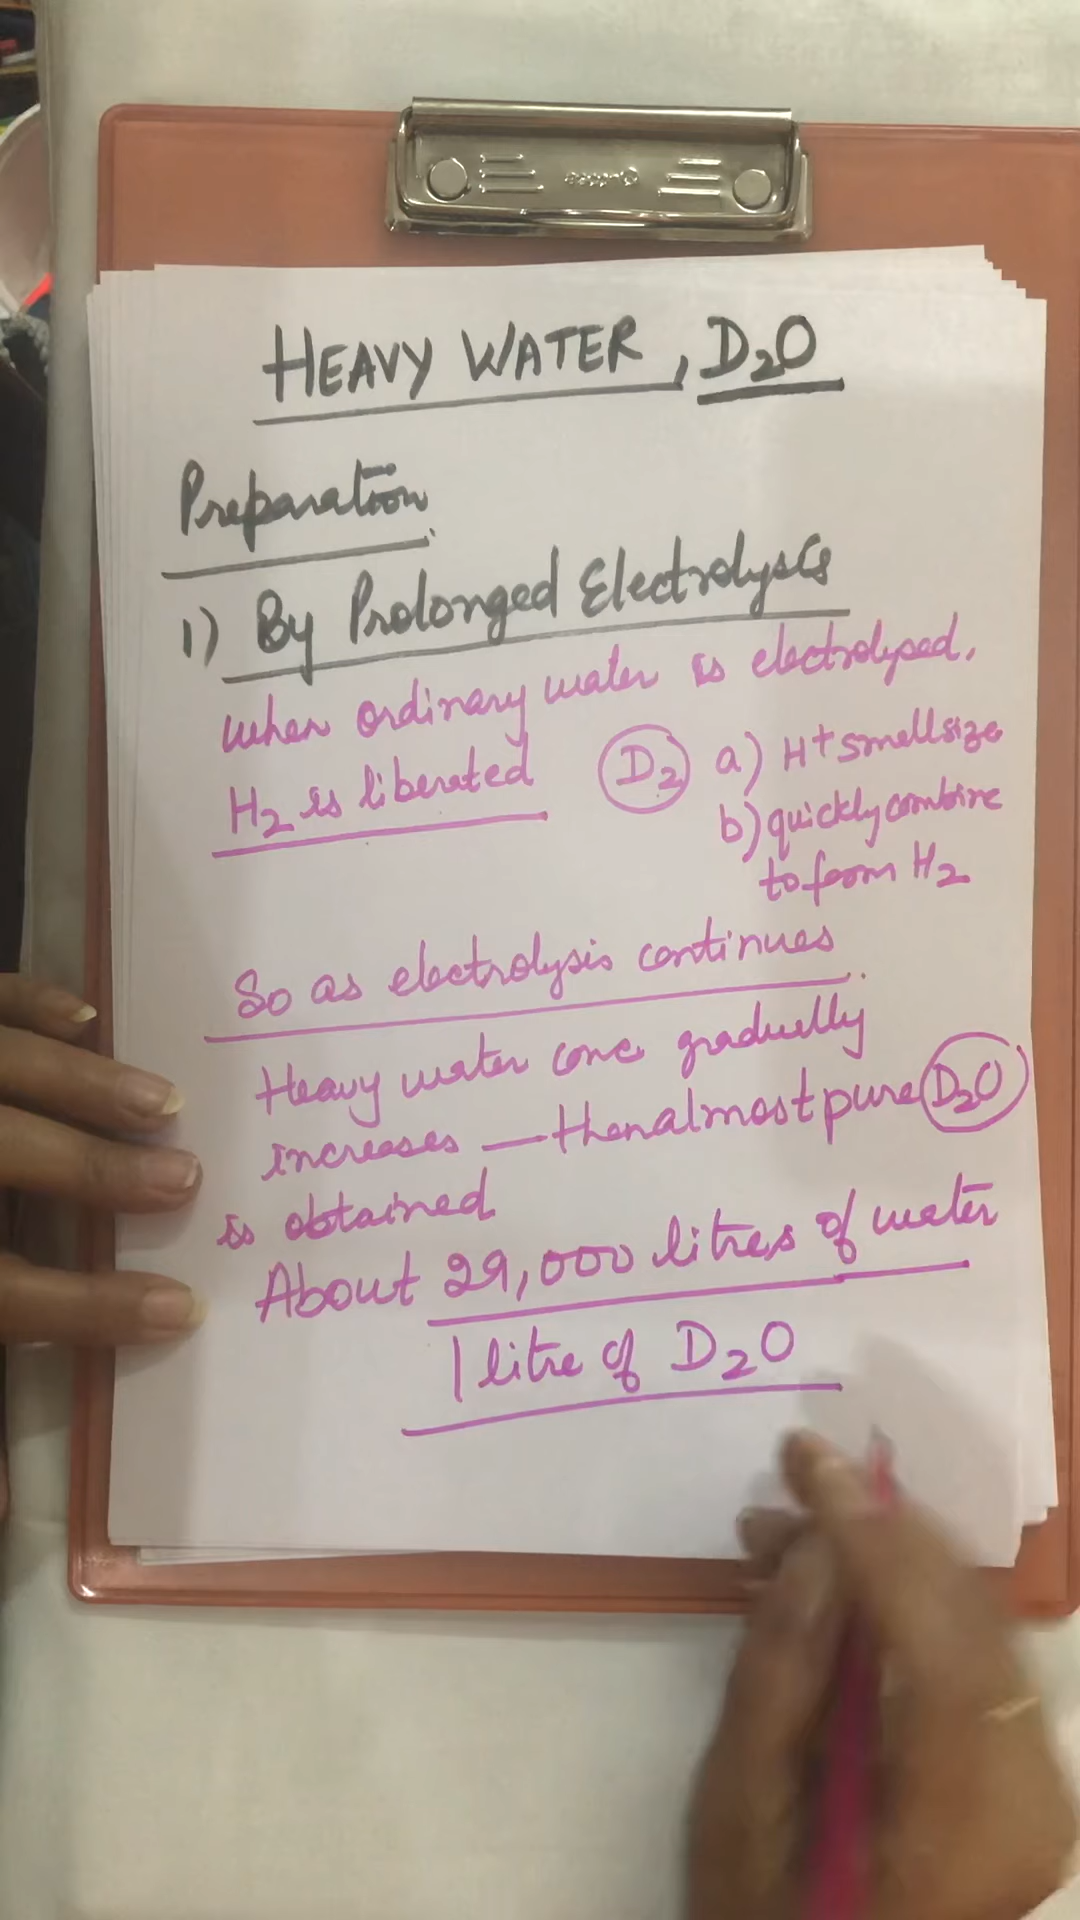 HEAVY WATER, D₂O
Preparation
1) By Prolonged Electrolysis
When ordinary water is electrolysed,
H₂ is liberated
D₂
a) H+ small size
b) quickly combine
to form H₂
So as electrolysis continues
Heavy water conc gradually
increases — then almost pure D₂O
is obtained
About 29,000 litres of water
1 litre of D₂O